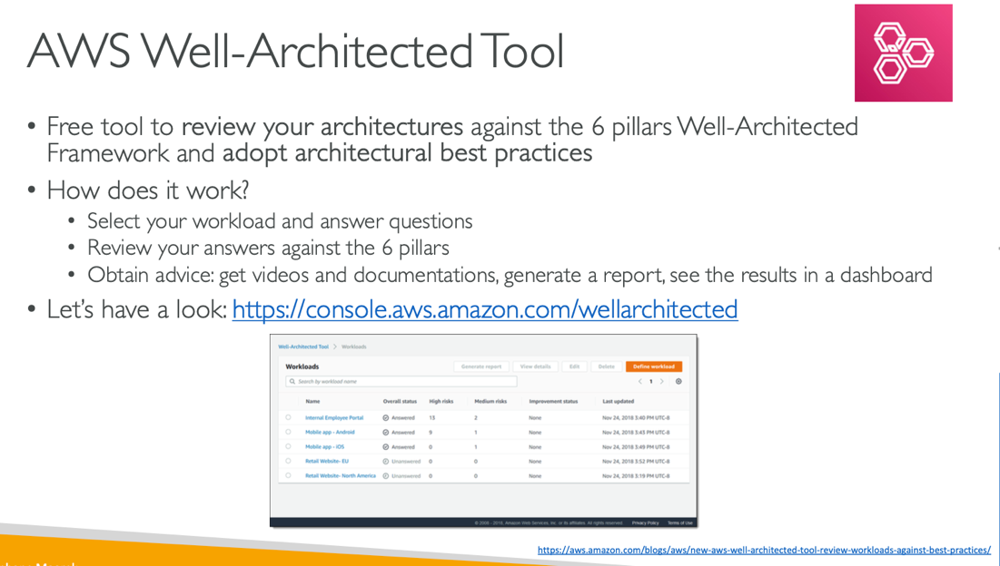 AWS Well-Architected Tool
• Free tool to review your architectures against the 6 pillars Well-Architected
Framework and adopt architectural best practices
• How does it work?
• Select your workload and answer questions
• Review your answers against the 6 pillars
• Obtain advice: get videos and documentations, generate a report, see the results in a dashboard
• Let's have a look: https://console.aws.amazon.com/wellarchitected
Well-Architected Tool > Workloads
Workloads Generate report View details Edit Delete Define workload
Search by workload name < 1 >
Name Overall status High risks Medium risks Improvement status Last updated
Internal Employee Portal Answered 13 2 None Nov 24, 2018 3:40 PM UTC-8
Mobile app - Android Answered 9 1 None Nov 24, 2018 3:43 PM UTC-8
Mobile app - iOS Answered 0 1 None Nov 24, 2018 3:49 PM UTC-8
Retail Website- EU Unanswered 0 0 None Nov 24, 2018 3:52 PM UTC-8
Retail Website- North America Unanswered 0 0 None Nov 24, 2018 3:19 PM UTC-8
© 2008 - 2018, Amazon Web Services, Inc. or its affiliates. All rights reserved. Privacy Policy Terms of Use
https://aws.amazon.com/blogs/aws/new-aws-well-architected-tool-review-workloads-against-best-practices/